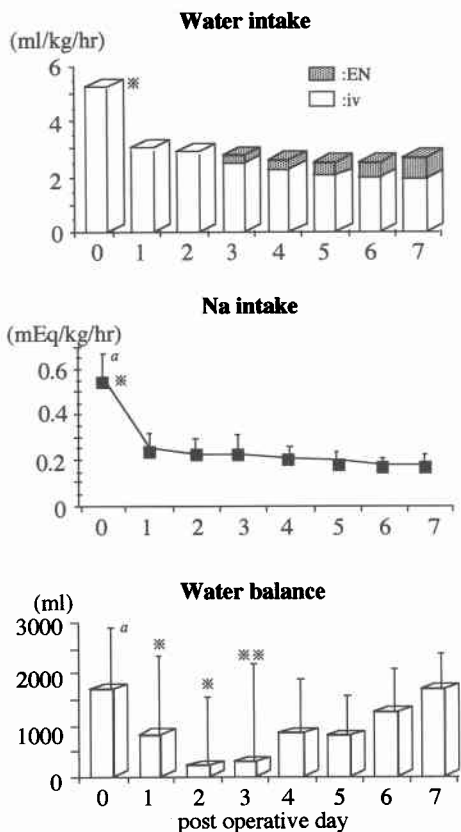 Water intake
(ml/kg/hr)
6
4
2
0
※
:EN
:iv
0 1 2 3 4 5 6 7
Na intake
(mEq/kg/hr)
0.6
0.4
0.2
0
a
※
0 1 2 3 4 5 6 7
Water balance
(ml)
3000
2000
1000
0
a
※
※
※※
0 1 2 3 4 5 6 7
post operative day